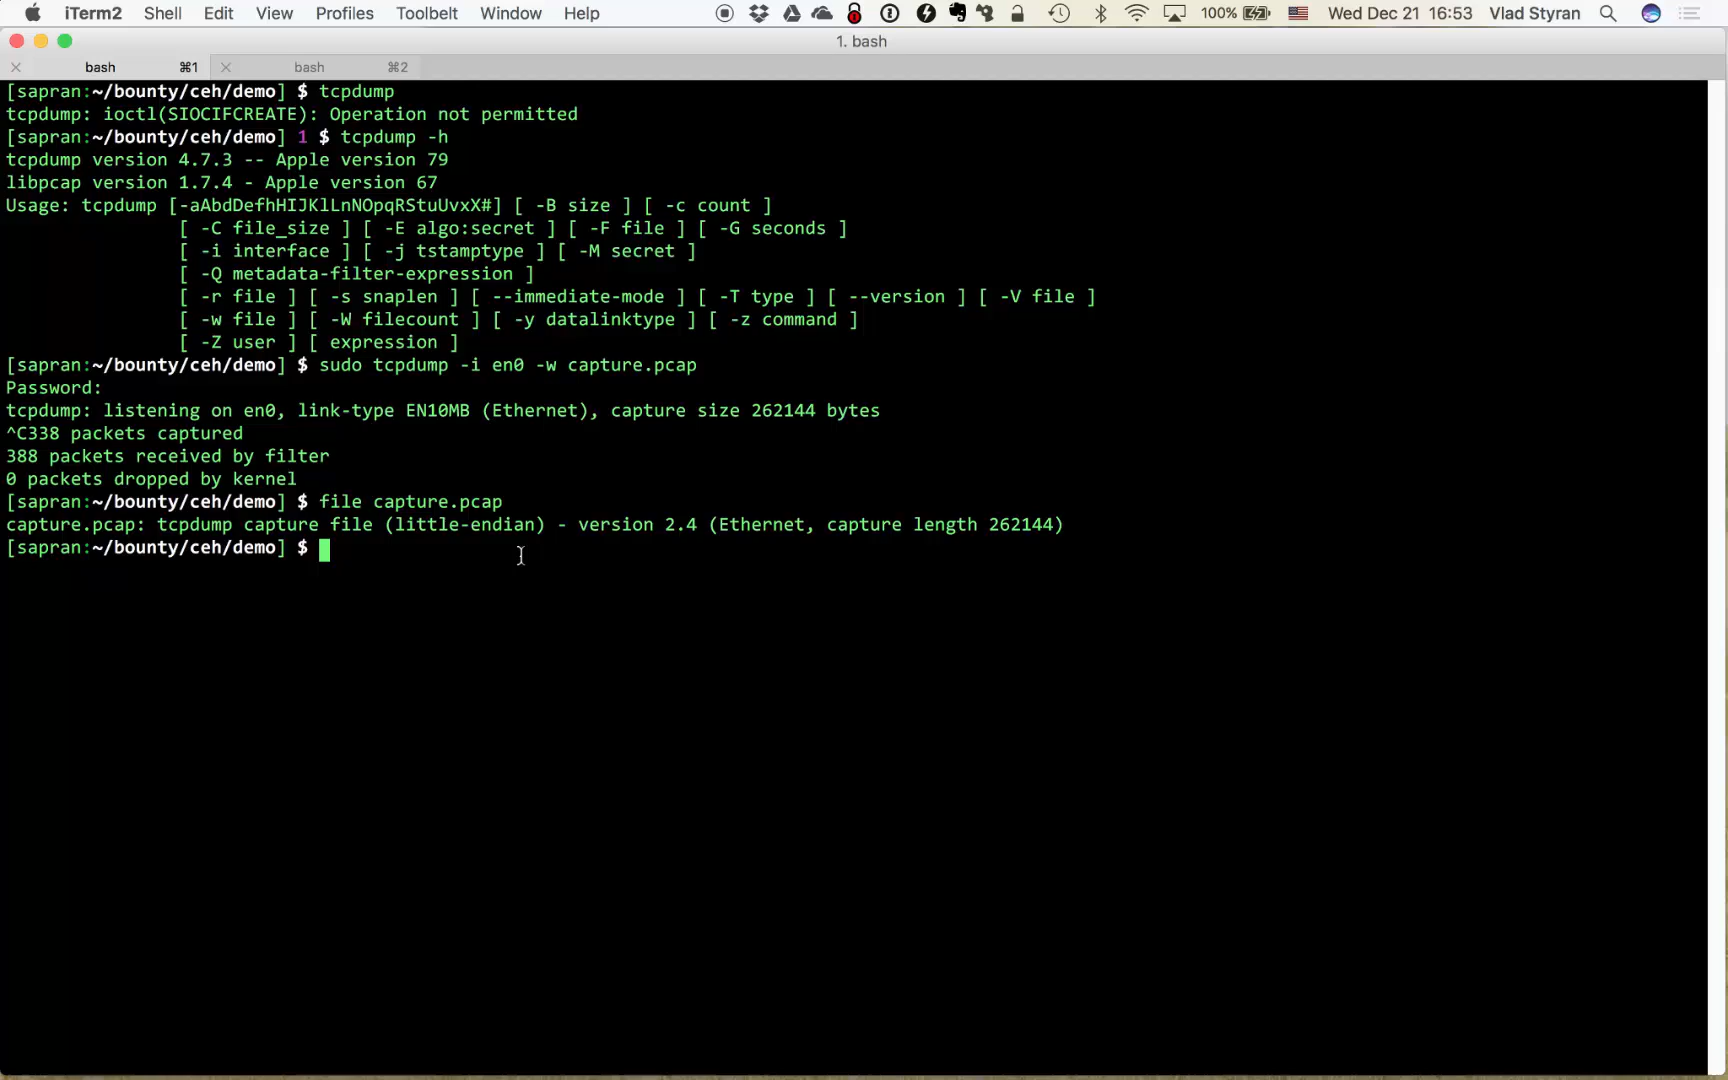 iTerm2 Shell Edit View Profiles Toolbelt Window Help 100% Wed Dec 21 16:53 Vlad Styran
1. bash
bash ⌘1 bash ⌘2
[sapran:~/bounty/ceh/demo] $ tcpdump
tcpdump: ioctl(SIOCIFCREATE): Operation not permitted
[sapran:~/bounty/ceh/demo] 1 $ tcpdump -h
tcpdump version 4.7.3 -- Apple version 79
libpcap version 1.7.4 - Apple version 67
Usage: tcpdump [-aAbdDefhHIJKlLnNOpqRStuUvxX#] [ -B size ] [ -c count ]
[ -C file_size ] [ -E algo:secret ] [ -F file ] [ -G seconds ]
[ -i interface ] [ -j tstamptype ] [ -M secret ]
[ -Q metadata-filter-expression ]
[ -r file ] [ -s snaplen ] [ --immediate-mode ] [ -T type ] [ --version ] [ -V file ]
[ -w file ] [ -W filecount ] [ -y datalinktype ] [ -z command ]
[ -Z user ] [ expression ]
[sapran:~/bounty/ceh/demo] $ sudo tcpdump -i en0 -w capture.pcap
Password:
tcpdump: listening on en0, link-type EN10MB (Ethernet), capture size 262144 bytes
^C338 packets captured
388 packets received by filter
0 packets dropped by kernel
[sapran:~/bounty/ceh/demo] $ file capture.pcap
capture.pcap: tcpdump capture file (little-endian) - version 2.4 (Ethernet, capture length 262144)
[sapran:~/bounty/ceh/demo] $